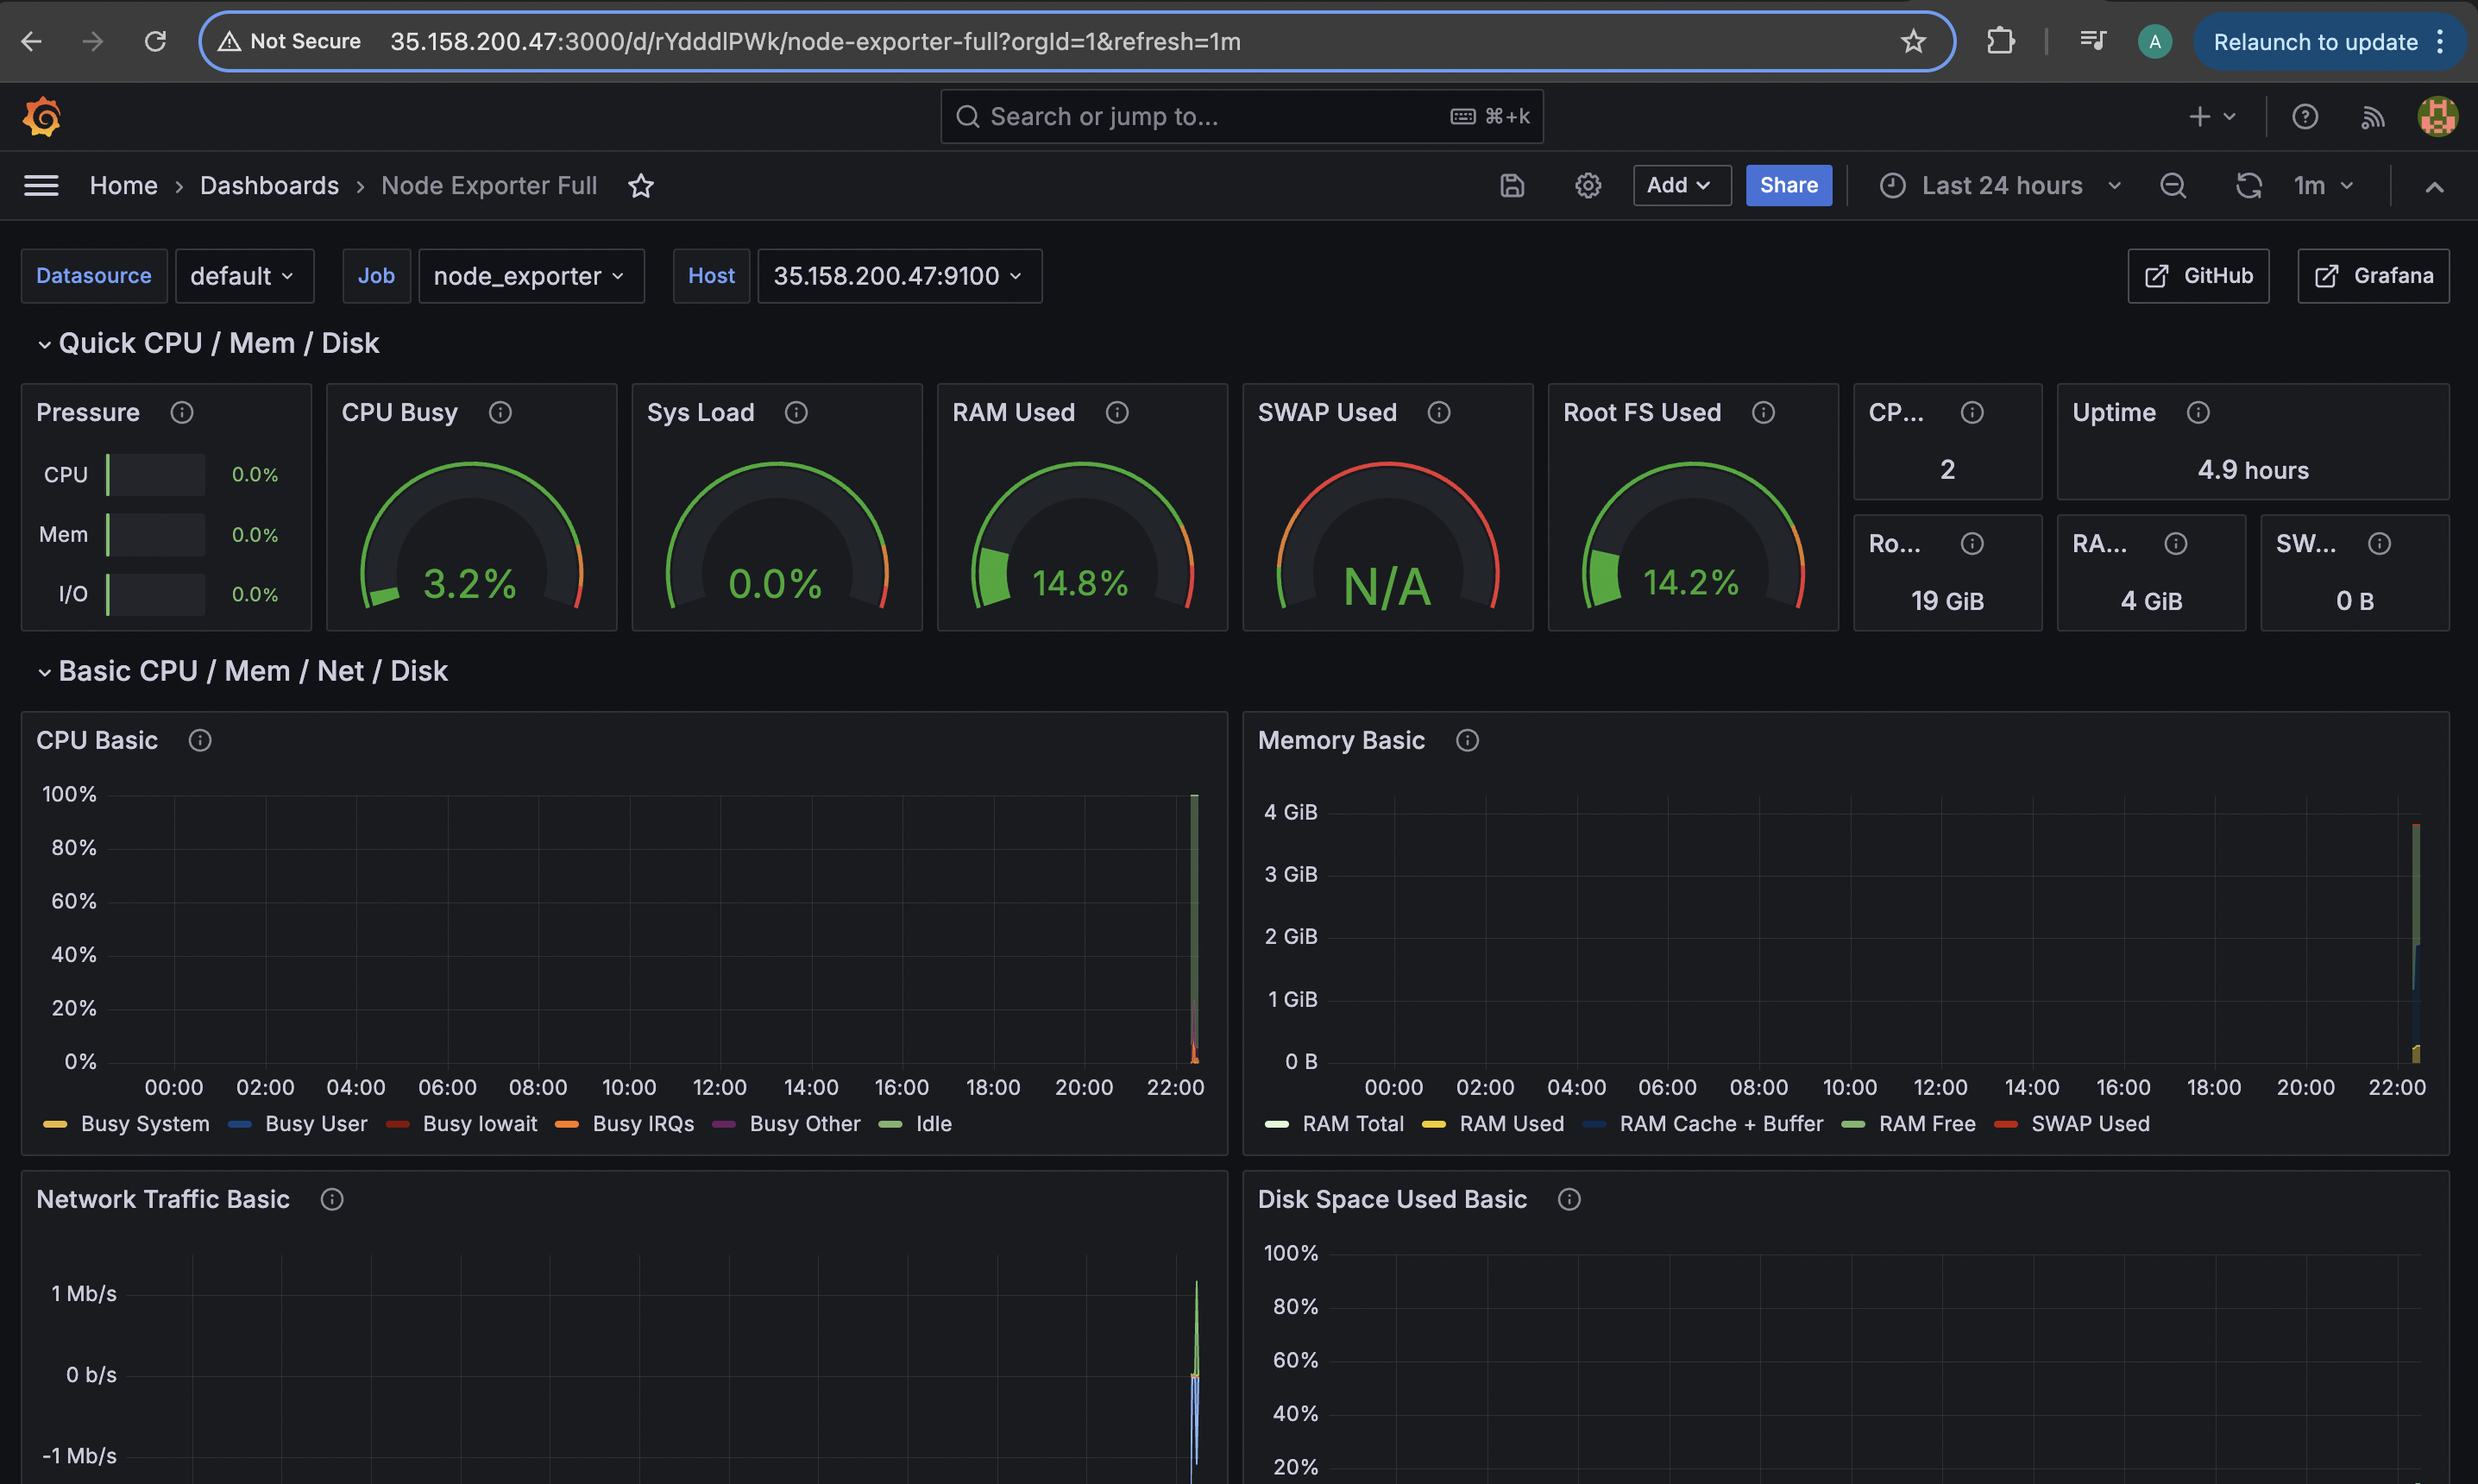 Not Secure 35.158.200.47:3000/d/rYdddlPWk/node-exporter-full?orgId=1&refresh=1m A Relaunch to update
Search or jump to... ⌘+k
Home › Dashboards › Node Exporter Full Add Share Last 24 hours 1m
Datasource default Job node_exporter Host 35.158.200.47:9100 GitHub Grafana
Quick CPU / Mem / Disk
Pressure
CPU 0.0%
Mem 0.0%
I/O 0.0%
CPU Busy
3.2%
Sys Load
0.0%
RAM Used
14.8%
SWAP Used
N/A
Root FS Used
14.2%
CP...
2
Uptime
4.9 hours
Ro...
19 GiB
RA...
4 GiB
SW...
0 B
Basic CPU / Mem / Net / Disk
CPU Basic
100%
80%
60%
40%
20%
0%
00:00 02:00 04:00 06:00 08:00 10:00 12:00 14:00 16:00 18:00 20:00 22:00
Busy System Busy User Busy Iowait Busy IRQs Busy Other Idle
Memory Basic
4 GiB
3 GiB
2 GiB
1 GiB
0 B
00:00 02:00 04:00 06:00 08:00 10:00 12:00 14:00 16:00 18:00 20:00 22:00
RAM Total RAM Used RAM Cache + Buffer RAM Free SWAP Used
Network Traffic Basic
1 Mb/s
0 b/s
-1 Mb/s
Disk Space Used Basic
100%
80%
60%
40%
20%